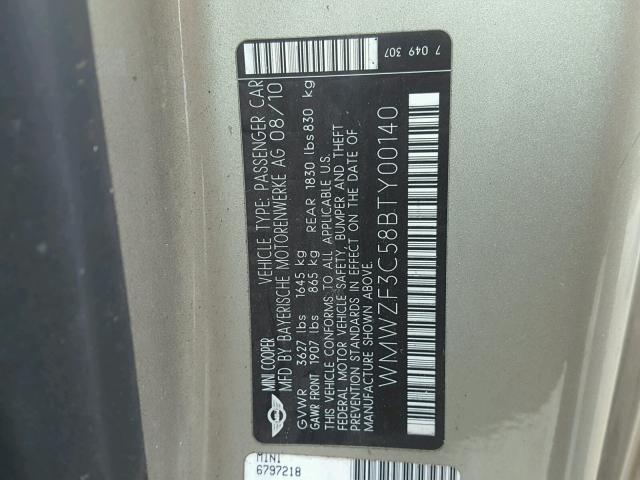 MINI COOPER
VEHICLE TYPE: PASSENGER CAR
MFD BY BAYERISCHE MOTORENWERKE AG 08/10
GVWR 3627 lbs 1645 kg
GAWR FRONT 1907 lbs 865 kg REAR 1830 lbs 830 kg
THIS VEHICLE CONFORMS TO ALL APPLICABLE U.S.
FEDERAL MOTOR VEHICLE SAFETY, BUMPER AND THEFT
PREVENTION STANDARDS IN EFFECT ON THE DATE OF
MANUFACTURE SHOWN ABOVE.
WMWZF3C58BTY00140
7 049 307
MINI
6797218